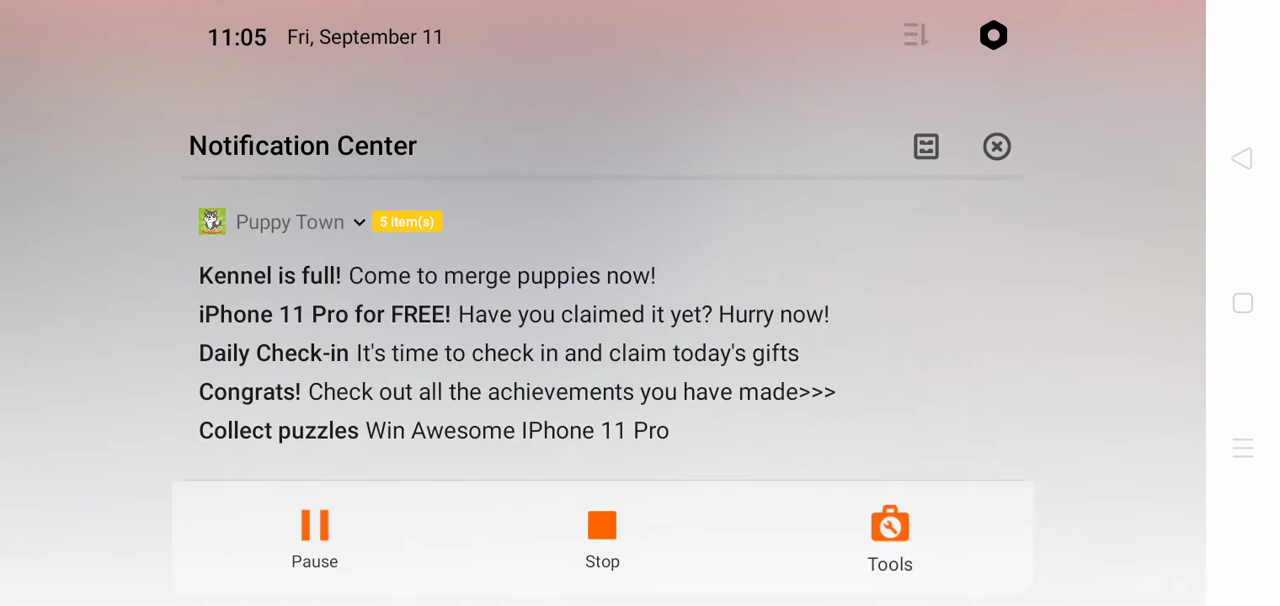 11:05 Fri, September 11
Notification Center
Puppy Town 5 item(s)
Kennel is full! Come to merge puppies now!
iPhone 11 Pro for FREE! Have you claimed it yet? Hurry now!
Daily Check-in It's time to check in and claim today's gifts
Congrats! Check out all the achievements you have made>>>
Collect puzzles Win Awesome IPhone 11 Pro
Pause Stop Tools